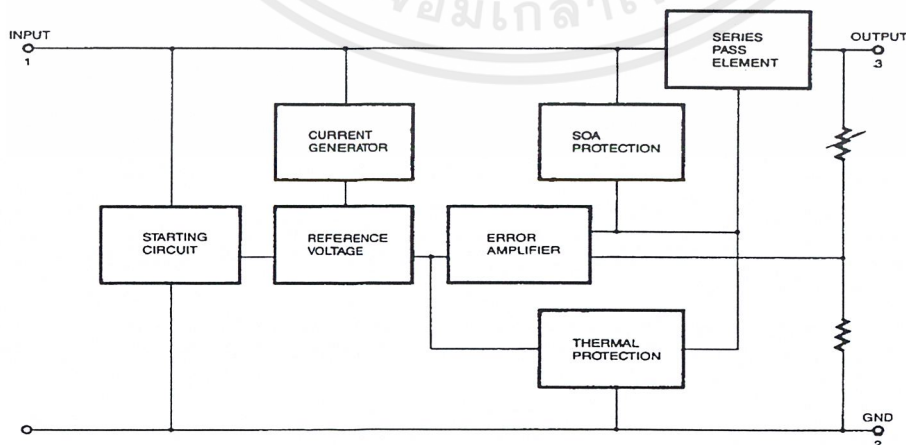 INPUT
1
SERIES
PASS
ELEMENT
OUTPUT
3
CURRENT
GENERATOR
SOA
PROTECTION
STARTING
CIRCUIT
REFERENCE
VOLTAGE
ERROR
AMPLIFIER
THERMAL
PROTECTION
GND
2